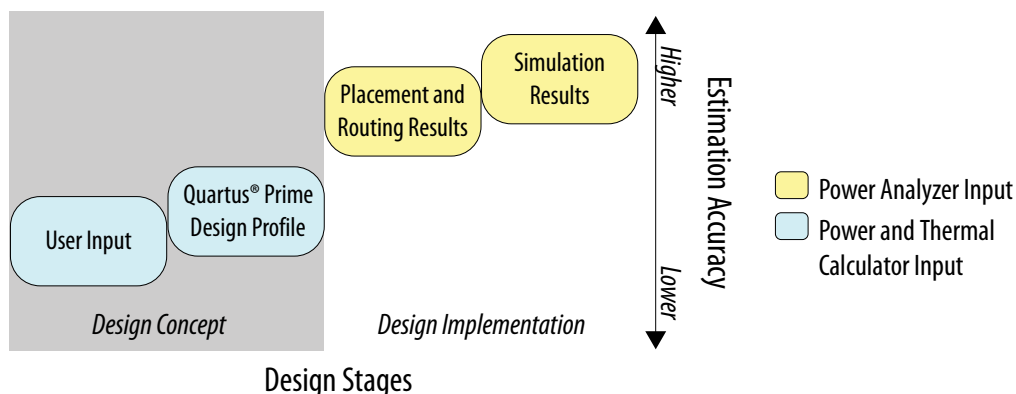 User Input
Quartus® Prime
Design Profile
Placement and
Routing Results
Simulation
Results
Design Concept
Design Implementation
Design Stages
Higher
Lower
Estimation Accuracy
Power Analyzer Input
Power and Thermal
Calculator Input